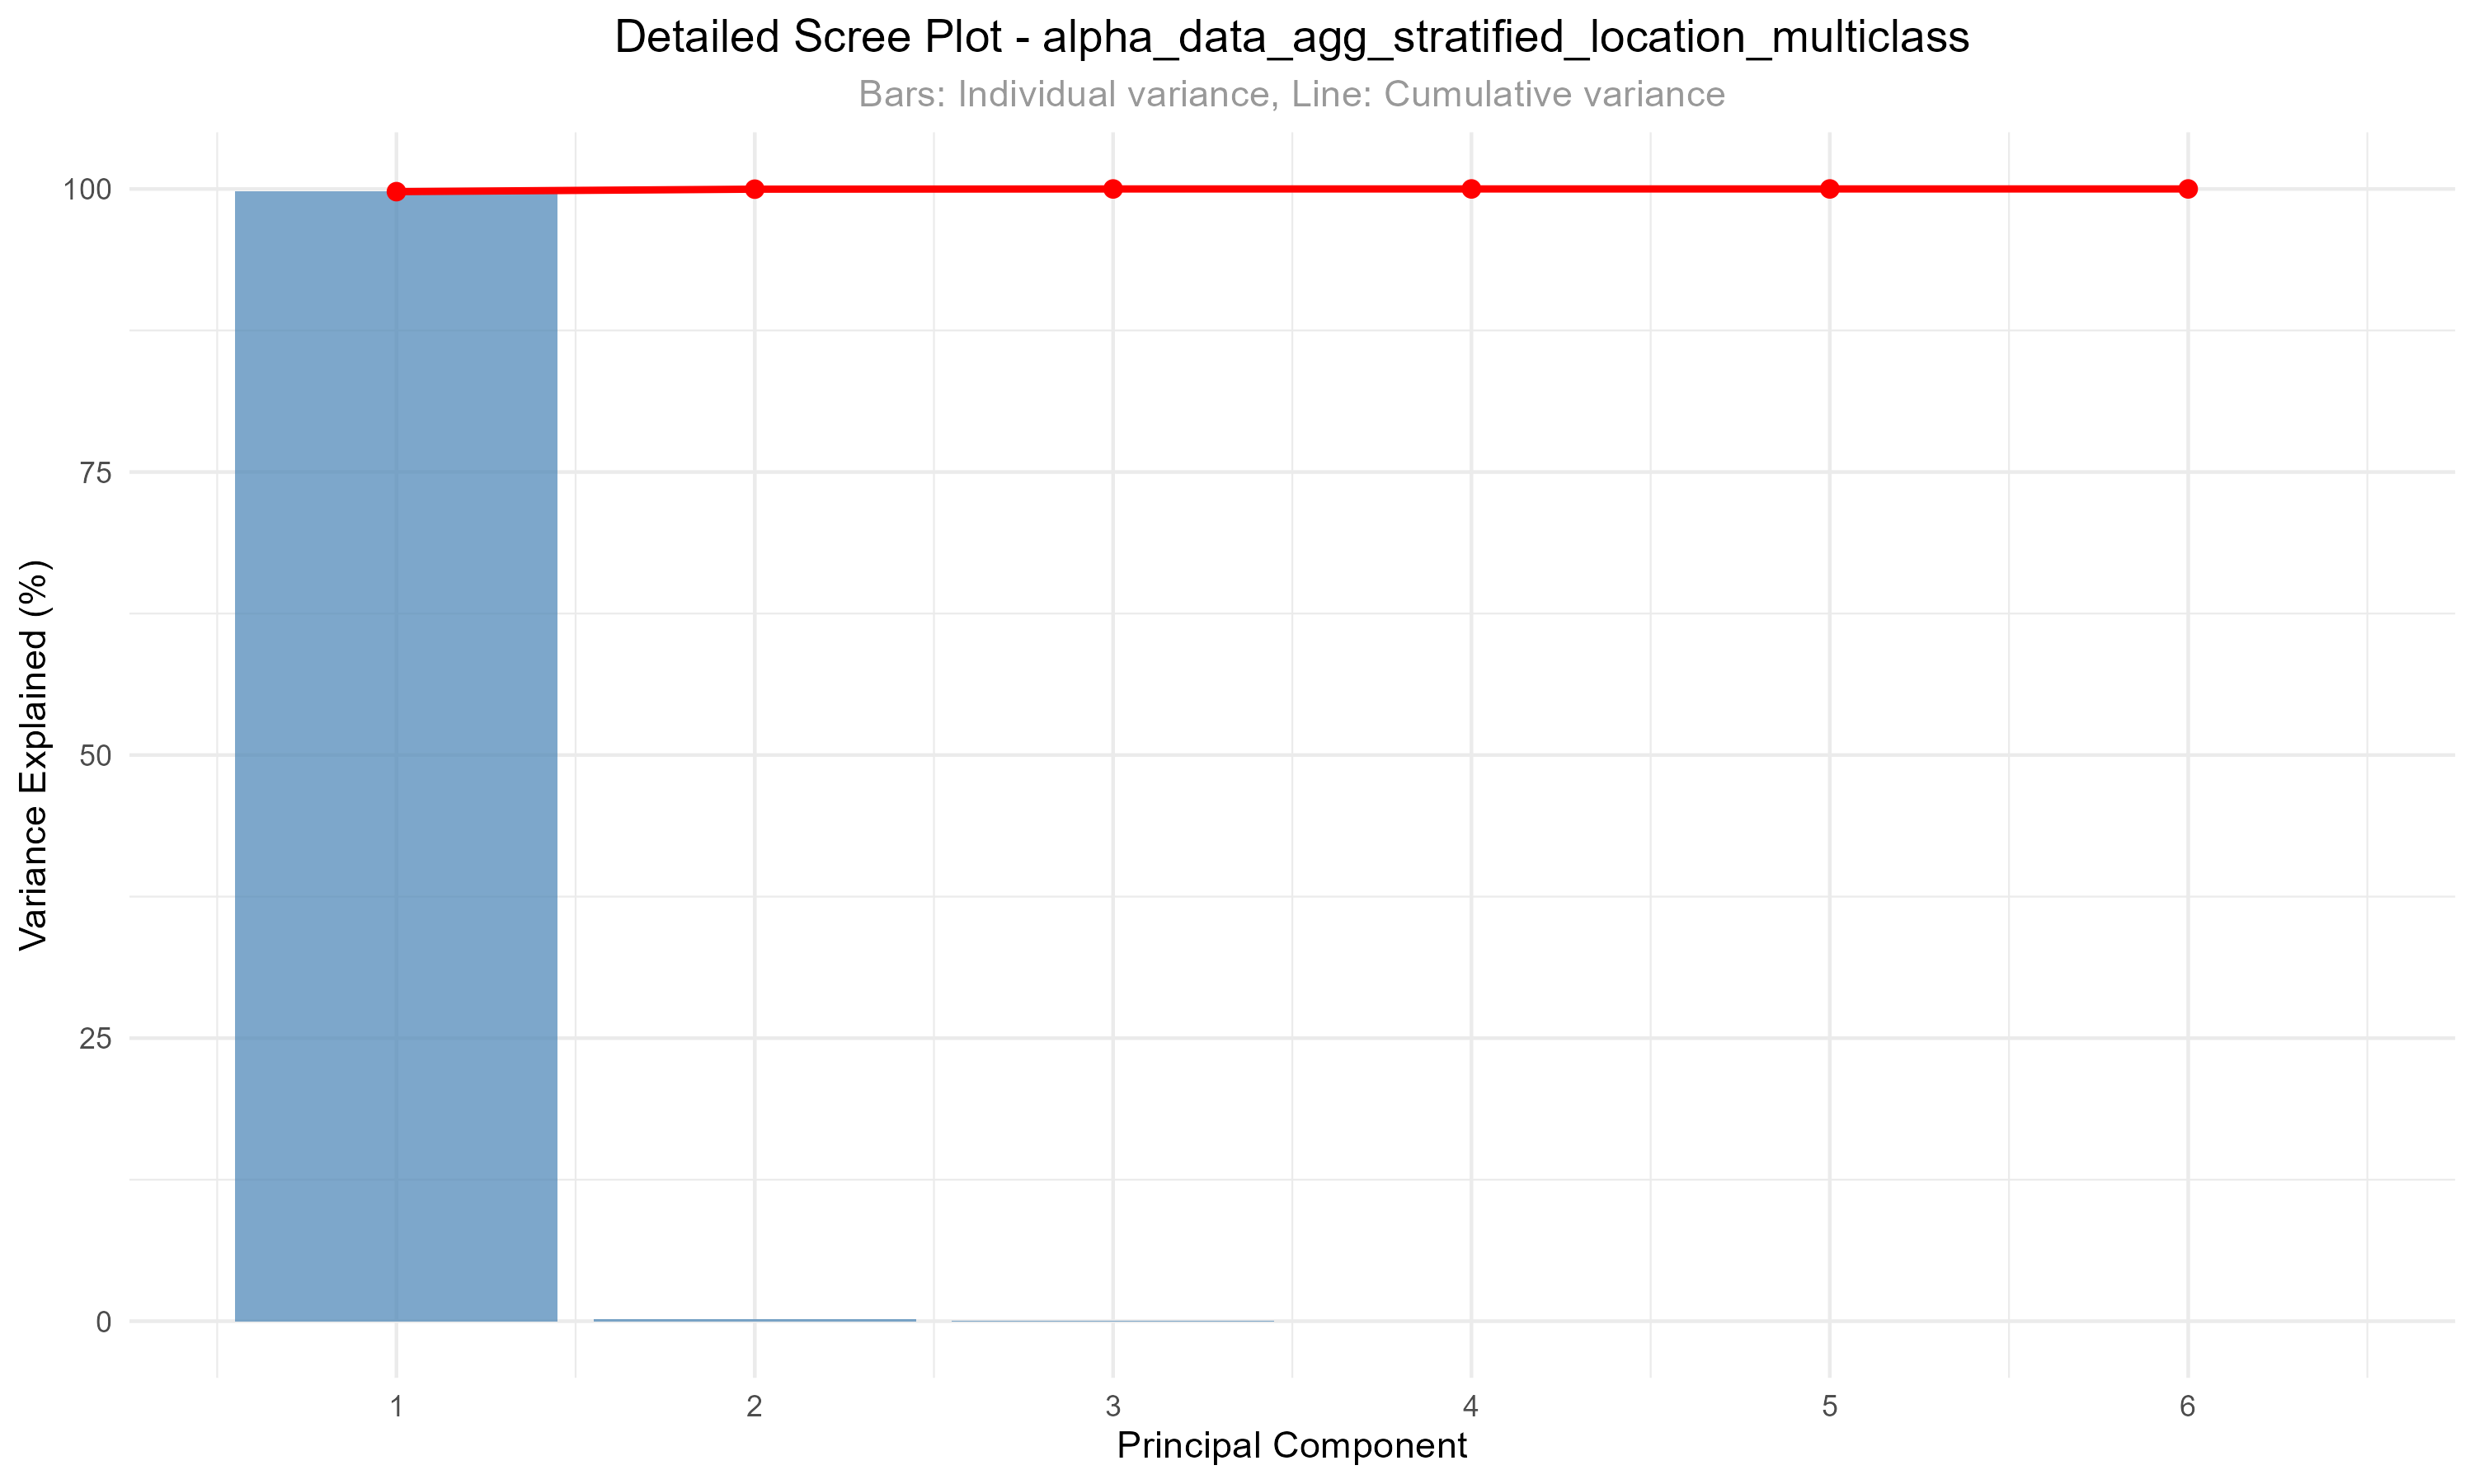 Detailed Scree Plot - alpha_data_agg_stratified_location_multiclass
Bars: Individual variance, Line: Cumulative variance
Variance Explained (%)
100
75
50
25
0
1 2 3 4 5 6
Principal Component